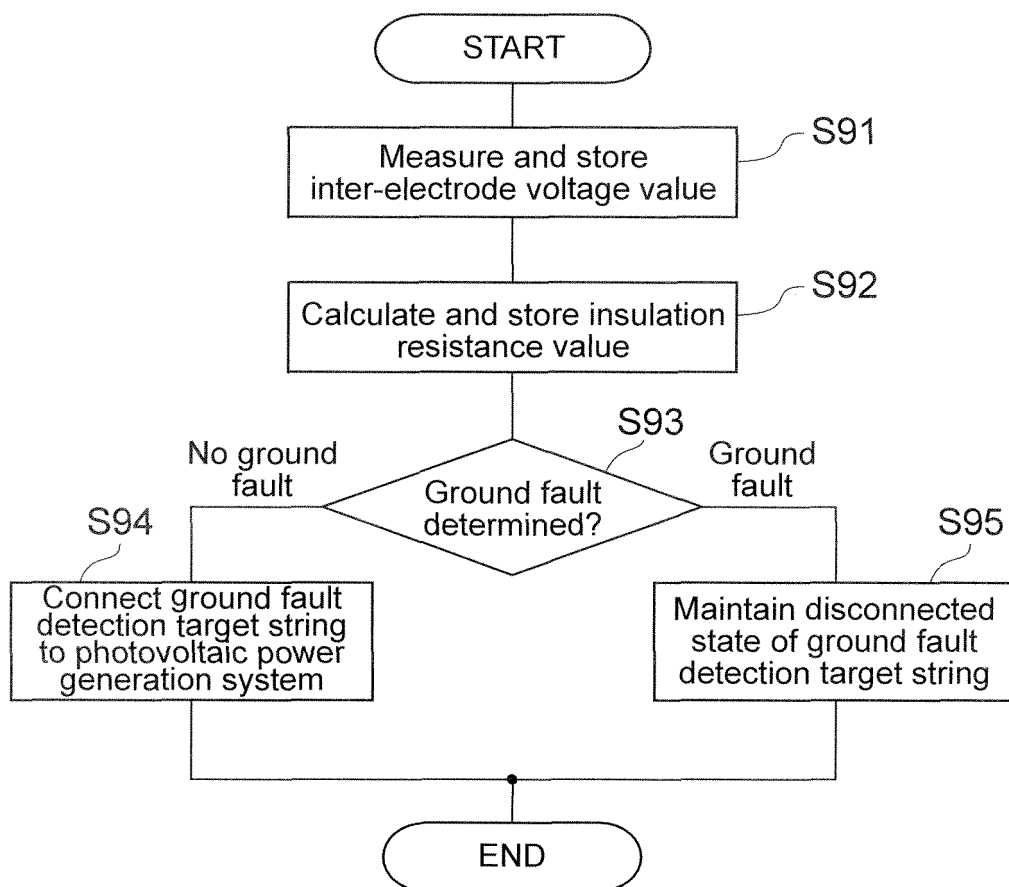 START
S91
Measure and store
inter-electrode voltage value
S92
Calculate and store insulation
resistance value
S93
No ground
fault
Ground fault
determined?
Ground
fault
S94
Connect ground fault
detection target string
to photovoltaic power
generation system
S95
Maintain disconnected
state of ground fault
detection target string
END